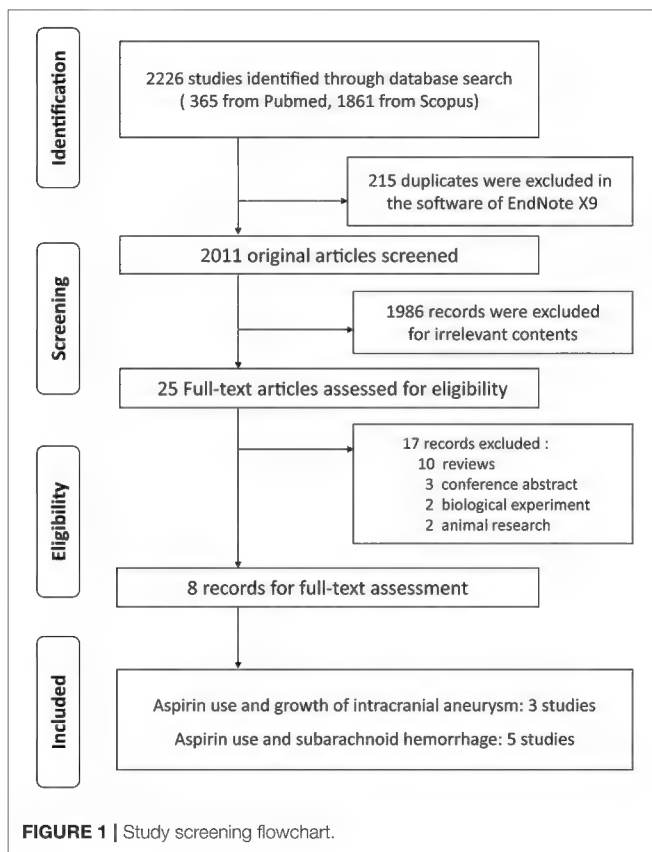 Identification
2226 studies identified through database search
( 365 from Pubmed, 1861 from Scopus)
215 duplicates were excluded in
the software of EndNote X9
Screening
2011 original articles screened
1986 records were excluded
for irrelevant contents
25 Full-text articles assessed for eligibility
Eligibility
17 records excluded :
10 reviews
3 conference abstract
2 biological experiment
2 animal research
8 records for full-text assessment
Included
Aspirin use and growth of intracranial aneurysm: 3 studies
Aspirin use and subarachnoid hemorrhage: 5 studies
FIGURE 1 | Study screening flowchart.